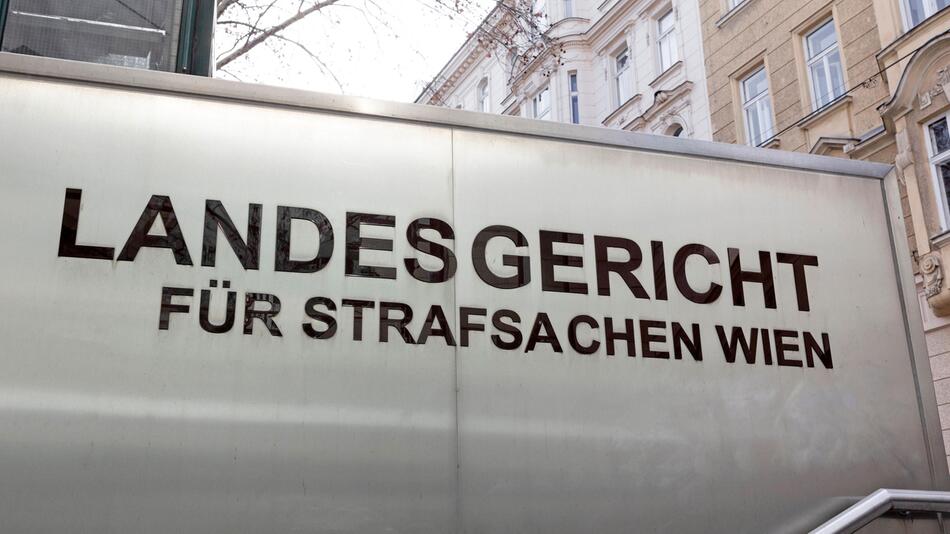 LANDESGERICHT
FÜR STRAFSACHEN WIEN